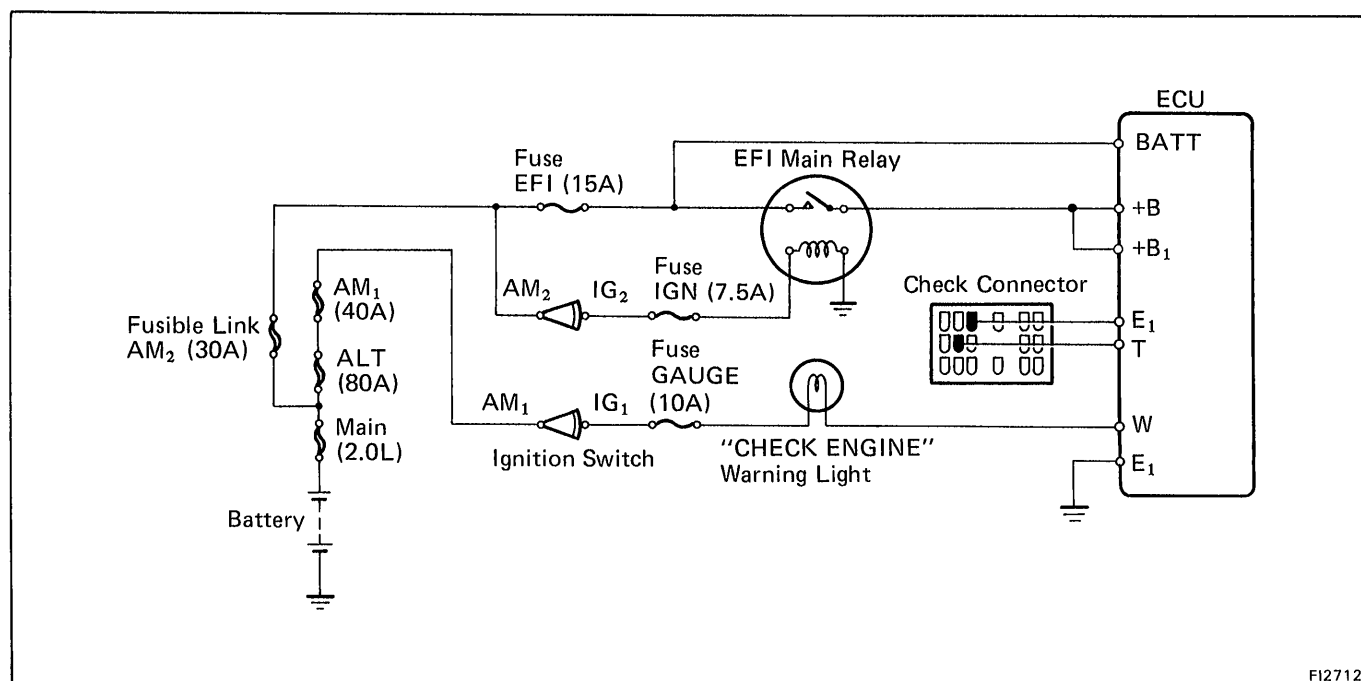 ECU
BATT
Fuse
EFI (15A)
EFI Main Relay
+B
+B₁
Fuse
IGN (7.5A)
AM₂
IG₂
Check Connector
AM₁
(40A)
Fusible Link
AM₂ (30A)
E₁
T
Fuse
GAUGE
(10A)
ALT
(80A)
AM₁
IG₁
Main
(2.0L)
W
Ignition Switch
"CHECK ENGINE"
Warning Light
E₁
Battery
FI2712